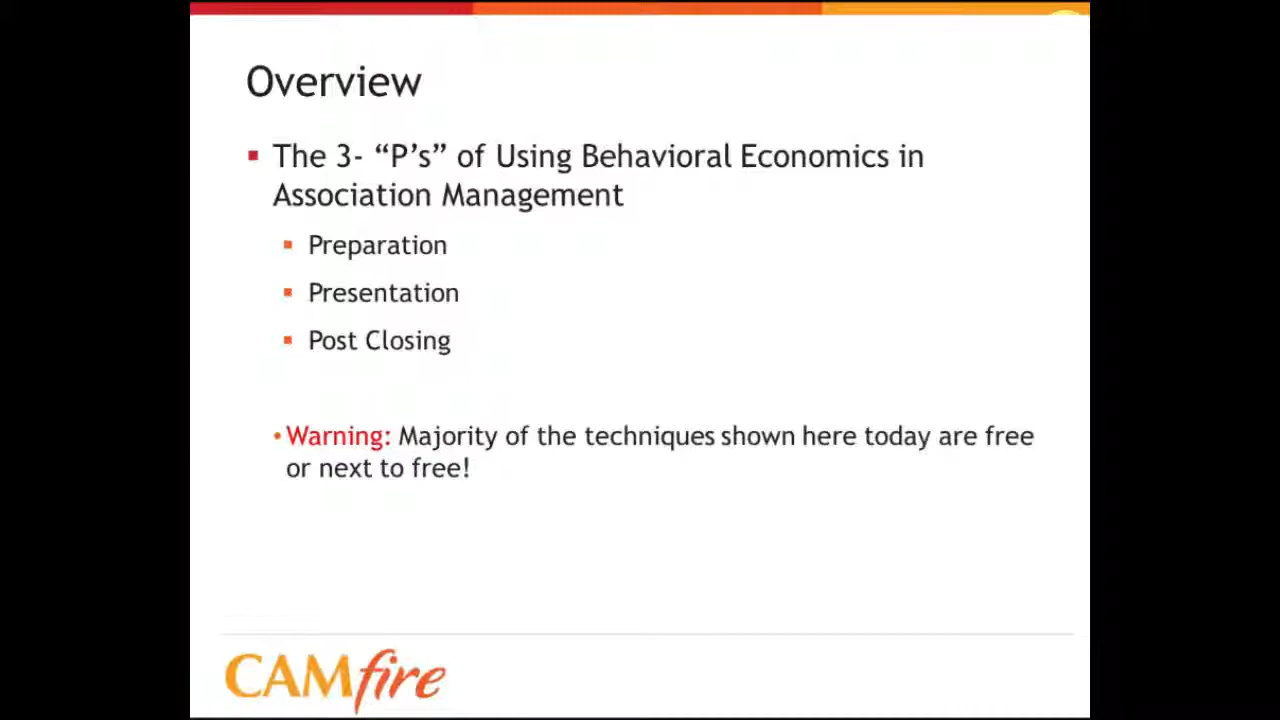 Overview
The 3- “P’s” of Using Behavioral Economics in
Association Management
Preparation
Presentation
Post Closing
Warning: Majority of the techniques shown here today are free
or next to free!
CAMfire